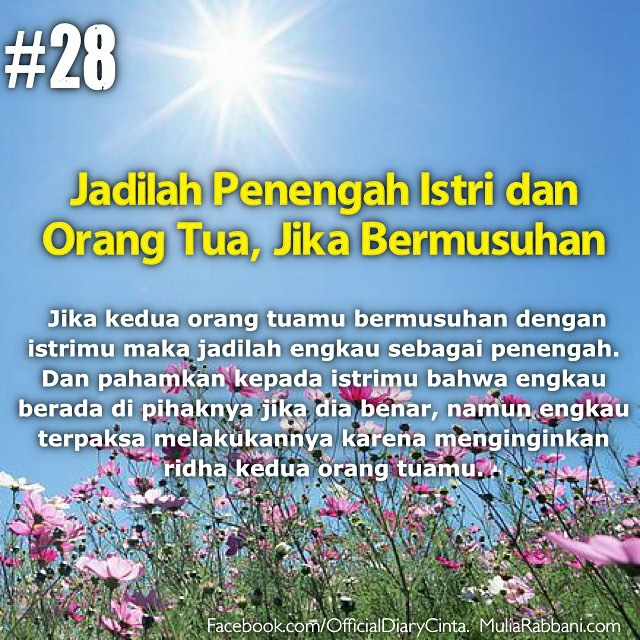 #28
Jadilah Penengah Istri dan
Orang Tua, Jika Bermusuhan
Jika kedua orang tuamu bermusuhan dengan
istrimu maka jadilah engkau sebagai penengah.
Dan pahamkan kepada istrimu bahwa engkau
berada di pihaknya jika dia benar, namun engkau
terpaksa melakukannya karena menginginkan
ridha kedua orang tuamu.
Facebook.com/OfficialDiaryCinta. MuliaRabbani.com